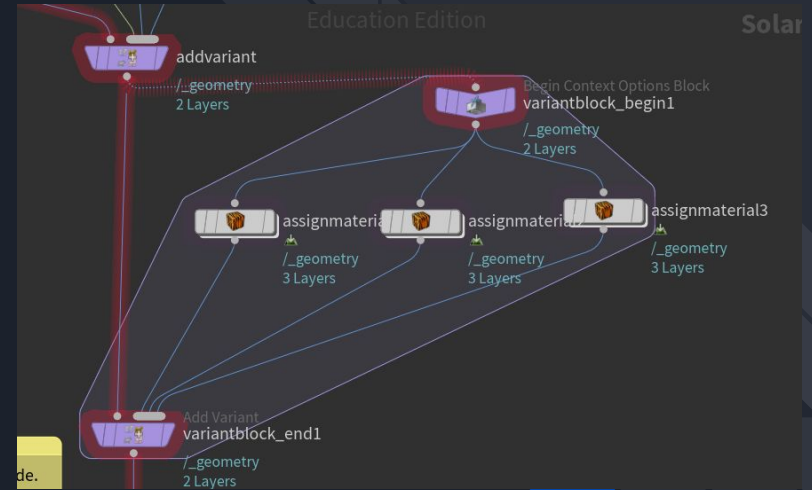 Education Edition
Solar
addvariant
/_geometry
2 Layers
Begin Context Options Block
variantblock_begin1
/_geometry
2 Layers
assignmateria
/_geometry
3 Layers
assignmaterial2
/_geometry
3 Layers
assignmaterial3
/_geometry
3 Layers
Add Variant
variantblock_end1
/_geometry
2 Layers
de.